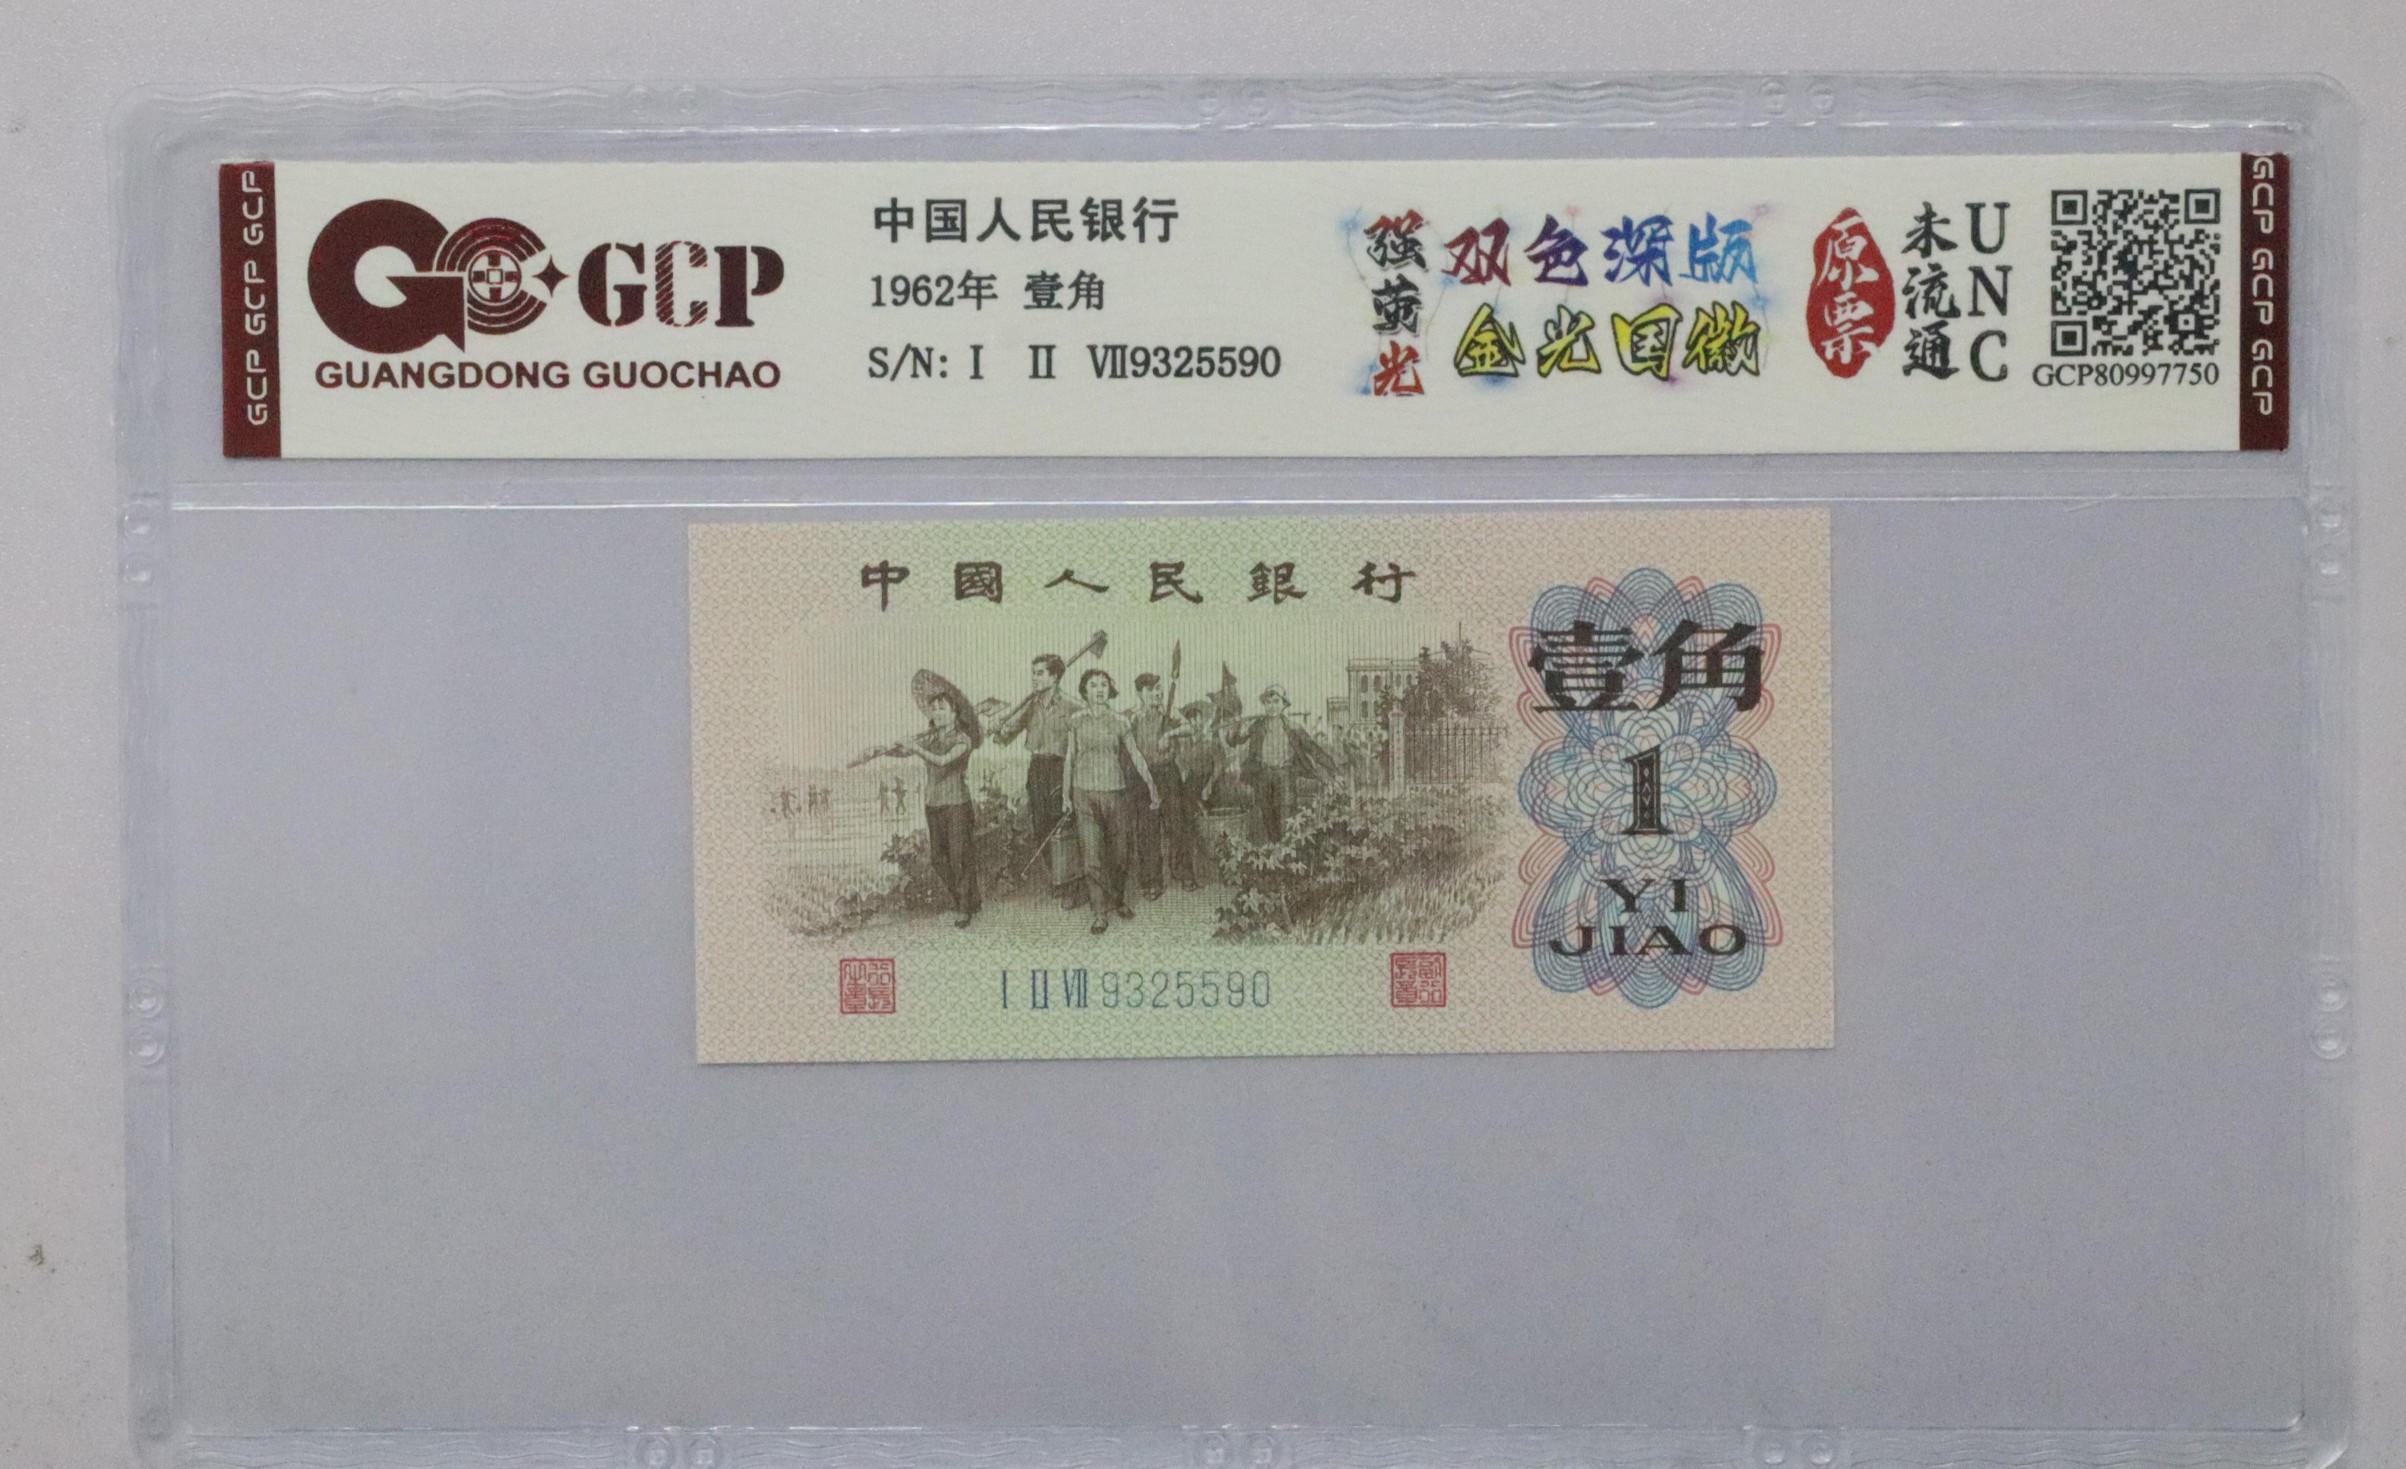 GCP GCP GCP
GCP
GUANGDONG GUOCHAO
中国人民银行
1962年 壹角
S/N: Ⅰ Ⅱ Ⅶ9325590
强荧光
双色深版
金光国徽
原票
未流通
UNC
GCP80997750
GCP GCP GCP
中國人民銀行
壹角
1
YI
JIAO
Ⅰ Ⅱ Ⅶ 9325590